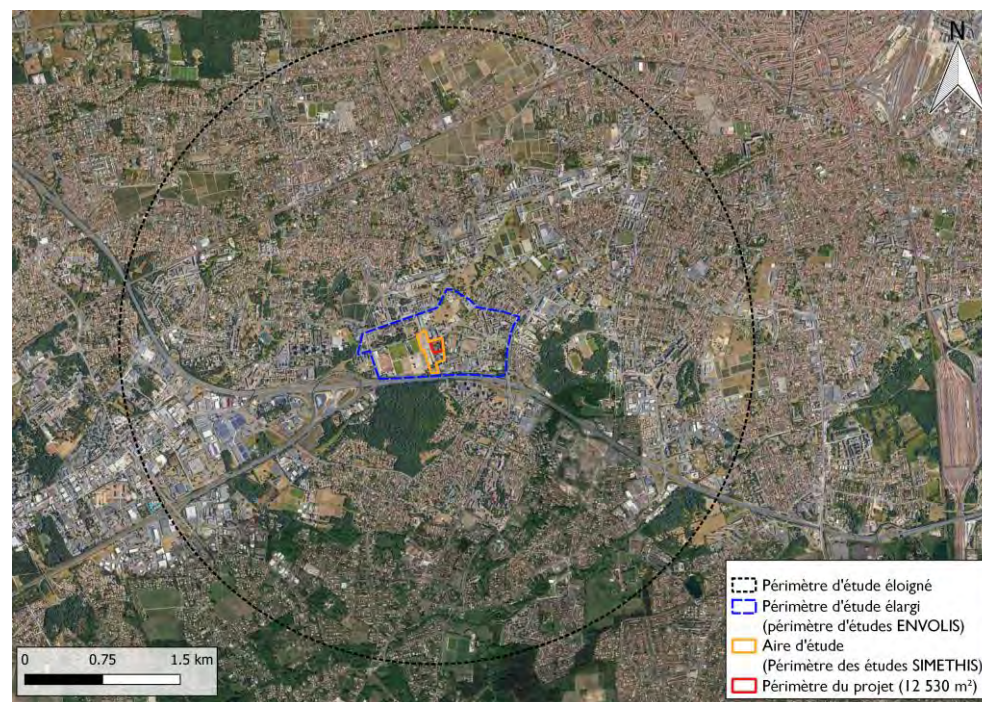 N
Périmètre d'étude éloigné
Périmètre d'étude élargi
(périmètre d'études ENVOLIS)
Aire d'étude
(Périmètre des études SIMETHIS)
Périmètre du projet (12 530 m²)
0 0.75 1.5 km